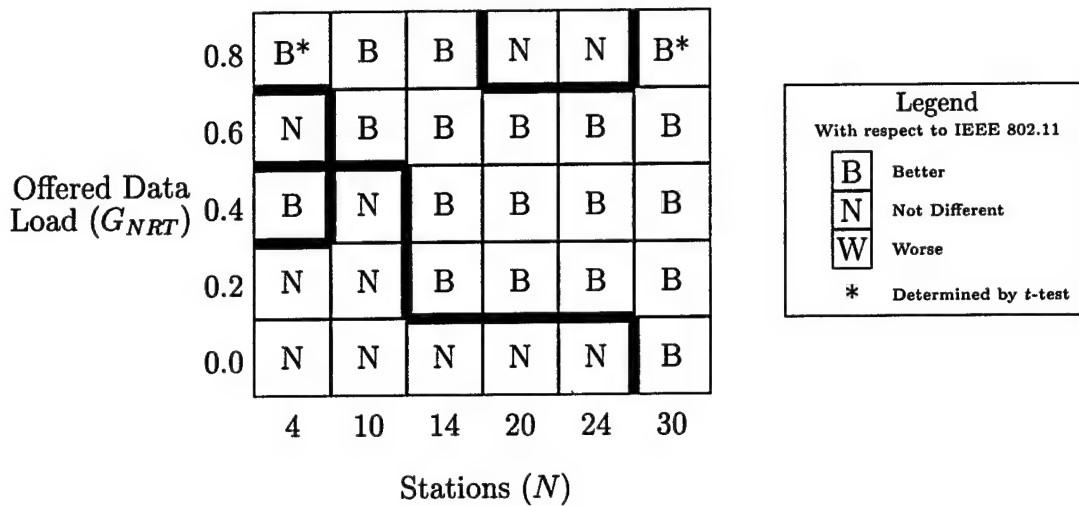 0.8 B* B B N N B*
0.6 N B B B B B
0.4 B N B B B B
0.2 N N B B B B
0.0 N N N N N B
4 10 14 20 24 30
Offered Data
Load (G_NRT)
Stations (N)
Legend
With respect to IEEE 802.11
B Better
N Not Different
W Worse
* Determined by t-test